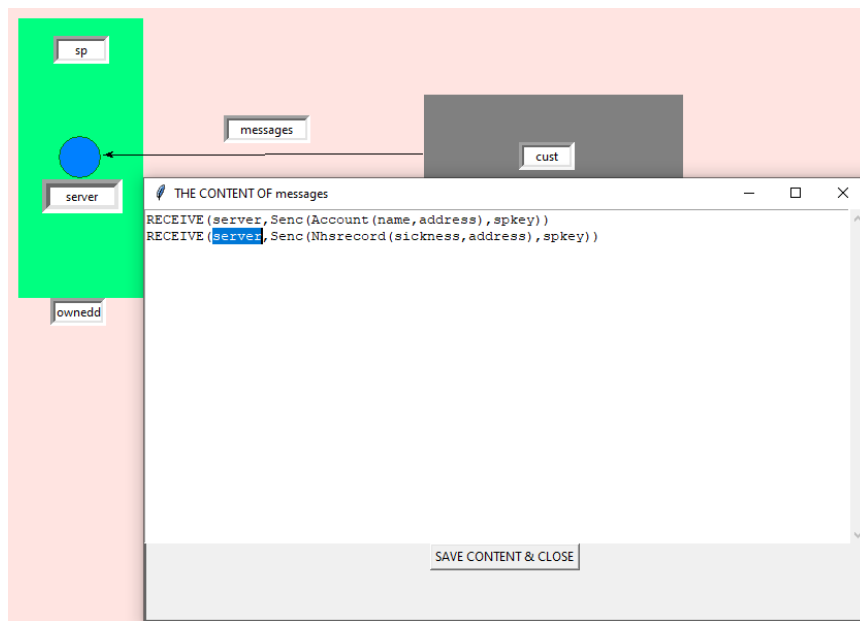 sp
messages
cust
server
THE CONTENT OF messages
RECEIVE(server,Senc(Account(name,address),spkey))
RECEIVE(server,Senc(Nhsrecord(sickness,address),spkey))
ownedd
SAVE CONTENT & CLOSE